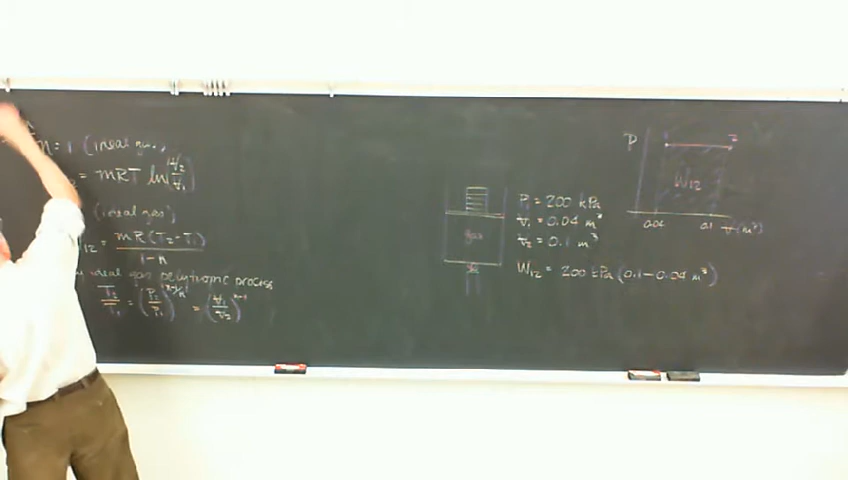 n = 1 (ideal gas)
= mRT ln(V₂/V₁)
(ideal gas)
W₁₂ = mR(T₂-T₁)/1-n
ideal gas polytropic process
T₂/T₁ = (P₂/P₁)^(n-1)/n = (V₁/V₂)^n-1
gas
P₁ = 200 kPa
V₁ = 0.04 m³
V₂ = 0.1 m³
W₁₂ = 200 kPa (0.1-0.04 m³)
P
1 2
W₁₂
0.04 0.1 V(m³)